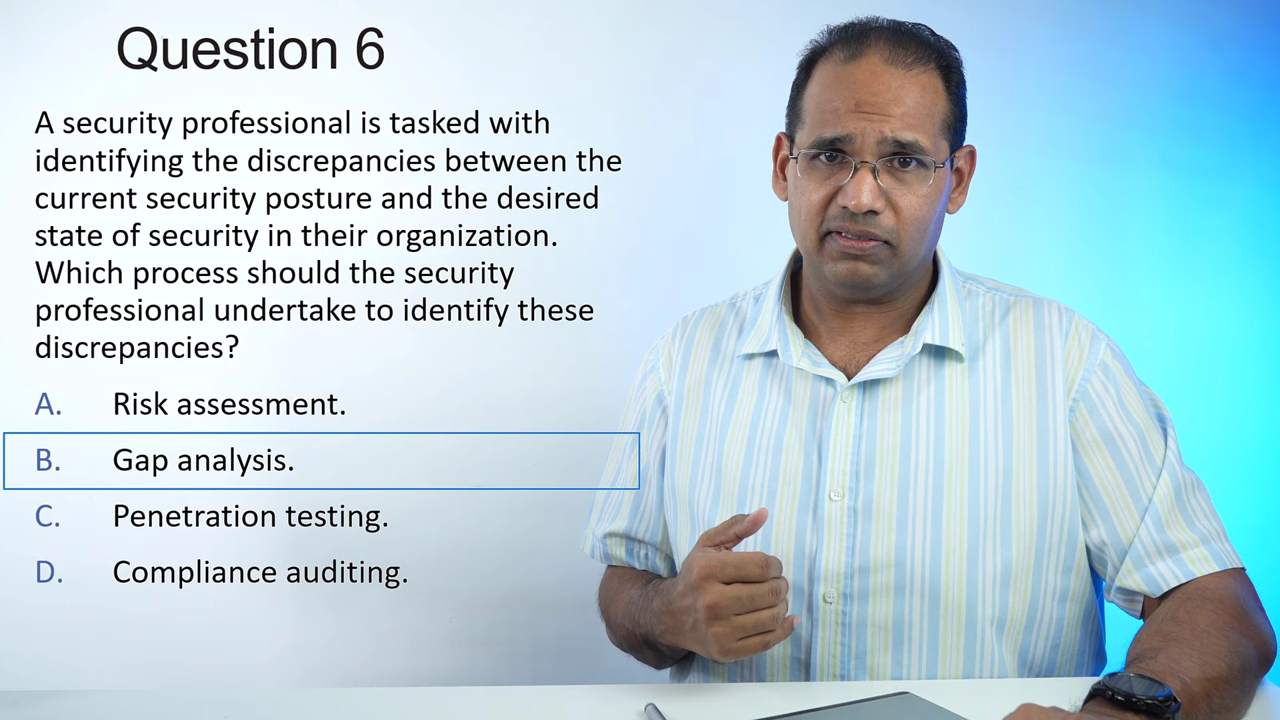 Question 6
A security professional is tasked with
identifying the discrepancies between the
current security posture and the desired
state of security in their organization.
Which process should the security
professional undertake to identify these
discrepancies?
A. Risk assessment.
B. Gap analysis.
C. Penetration testing.
D. Compliance auditing.